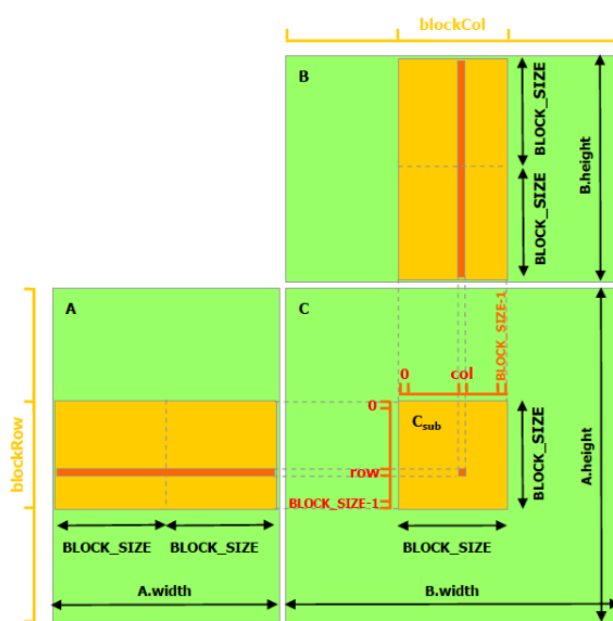 blockCol
B
BLOCK_SIZE
BLOCK_SIZE
B.height
A
C
BLOCK_SIZE-1
0
col
blockRow
0
C_sub
row
BLOCK_SIZE-1
BLOCK_SIZE
A.height
BLOCK_SIZE
BLOCK_SIZE
BLOCK_SIZE
A.width
B.width